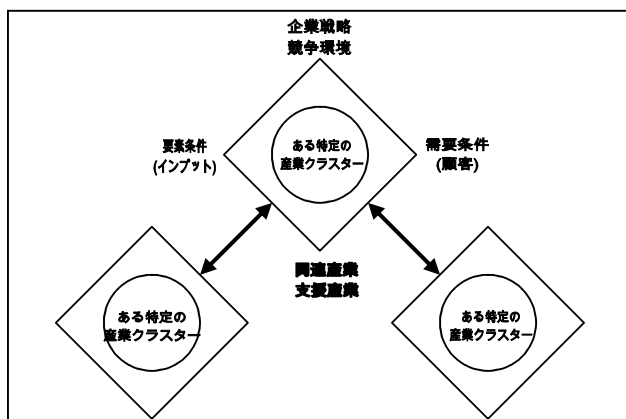 企業戦略
競争環境
要素条件
(インプット)
ある特定の
産業クラスター
需要条件
(顧客)
関連産業
支援産業
ある特定の
産業クラスター
ある特定の
産業クラスター